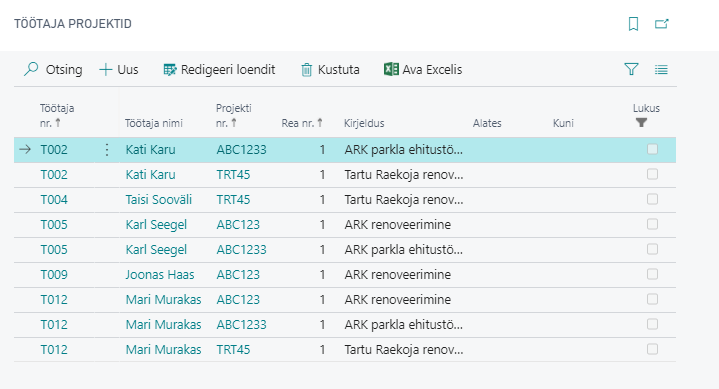 TÖÖTAJA PROJEKTID
Otsing Uus Redigeeri loendit Kustuta Ava Excelis
Töötaja nr. ↑ Töötaja nimi Projekti nr. ↑ Rea nr. ↑ Kirjeldus Alates Kuni Lukus
T002 Kati Karu ABC1233 1 ARK parkla ehitustö...
T002 Kati Karu TRT45 1 Tartu Raekoja renov...
T004 Taisi Sooväli TRT45 1 Tartu Raekoja renov...
T005 Karl Seegel ABC123 1 ARK renoveerimine
T005 Karl Seegel ABC1233 1 ARK parkla ehitustö...
T009 Joonas Haas ABC123 1 ARK renoveerimine
T012 Mari Murakas ABC123 1 ARK renoveerimine
T012 Mari Murakas ABC1233 1 ARK parkla ehitustö...
T012 Mari Murakas TRT45 1 Tartu Raekoja renov...